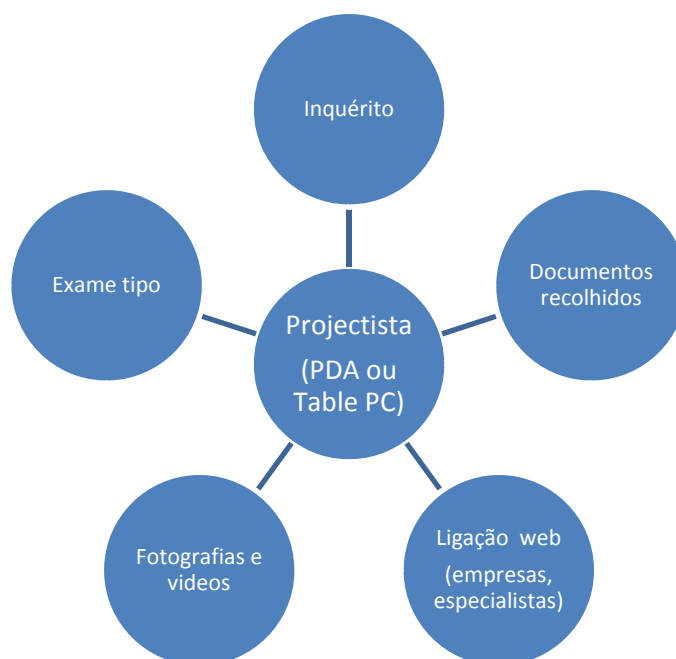 Inquérito
Exame tipo
Documentos
recolhidos
Projectista
(PDA ou
Table PC)
Fotografias e
videos
Ligação web
(empresas,
especialistas)